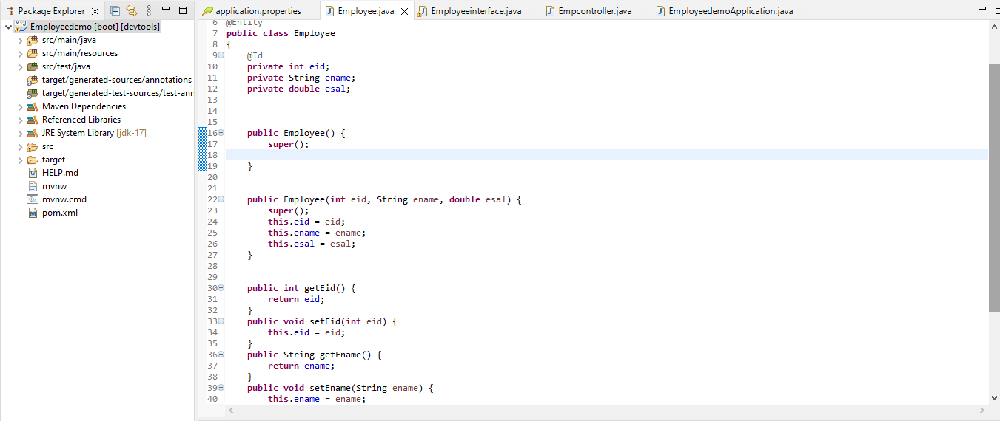 Package Explorer
Employeedemo [boot] [devtools]
src/main/java
src/main/resources
src/test/java
target/generated-sources/annotations
target/generated-test-sources/test-ann
Maven Dependencies
Referenced Libraries
JRE System Library [jdk-17]
src
target
HELP.md
mvnw
mvnw.cmd
pom.xml
application.properties
Employee.java
Employeeinterface.java
Empcontroller.java
EmployeedemoApplication.java
6 @Entity
7 public class Employee
8 {
9 @Id
10 private int eid;
11 private String ename;
12 private double esal;
13
14
15
16 public Employee() {
17 super();
18
19 }
20
21
22 public Employee(int eid, String ename, double esal) {
23 super();
24 this.eid = eid;
25 this.ename = ename;
26 this.esal = esal;
27 }
28
29
30 public int getEid() {
31 return eid;
32 }
33 public void setEid(int eid) {
34 this.eid = eid;
35 }
36 public String getEname() {
37 return ename;
38 }
39 public void setEname(String ename) {
40 this.ename = ename;